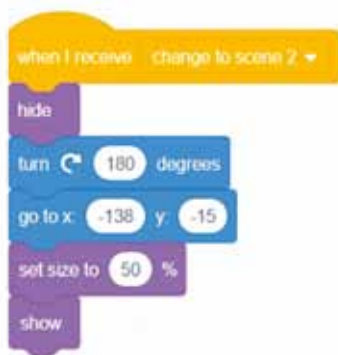 when I receive change to scene 2
hide
turn 180 degrees
go to x: -138 y: -15
set size to 50 %
show